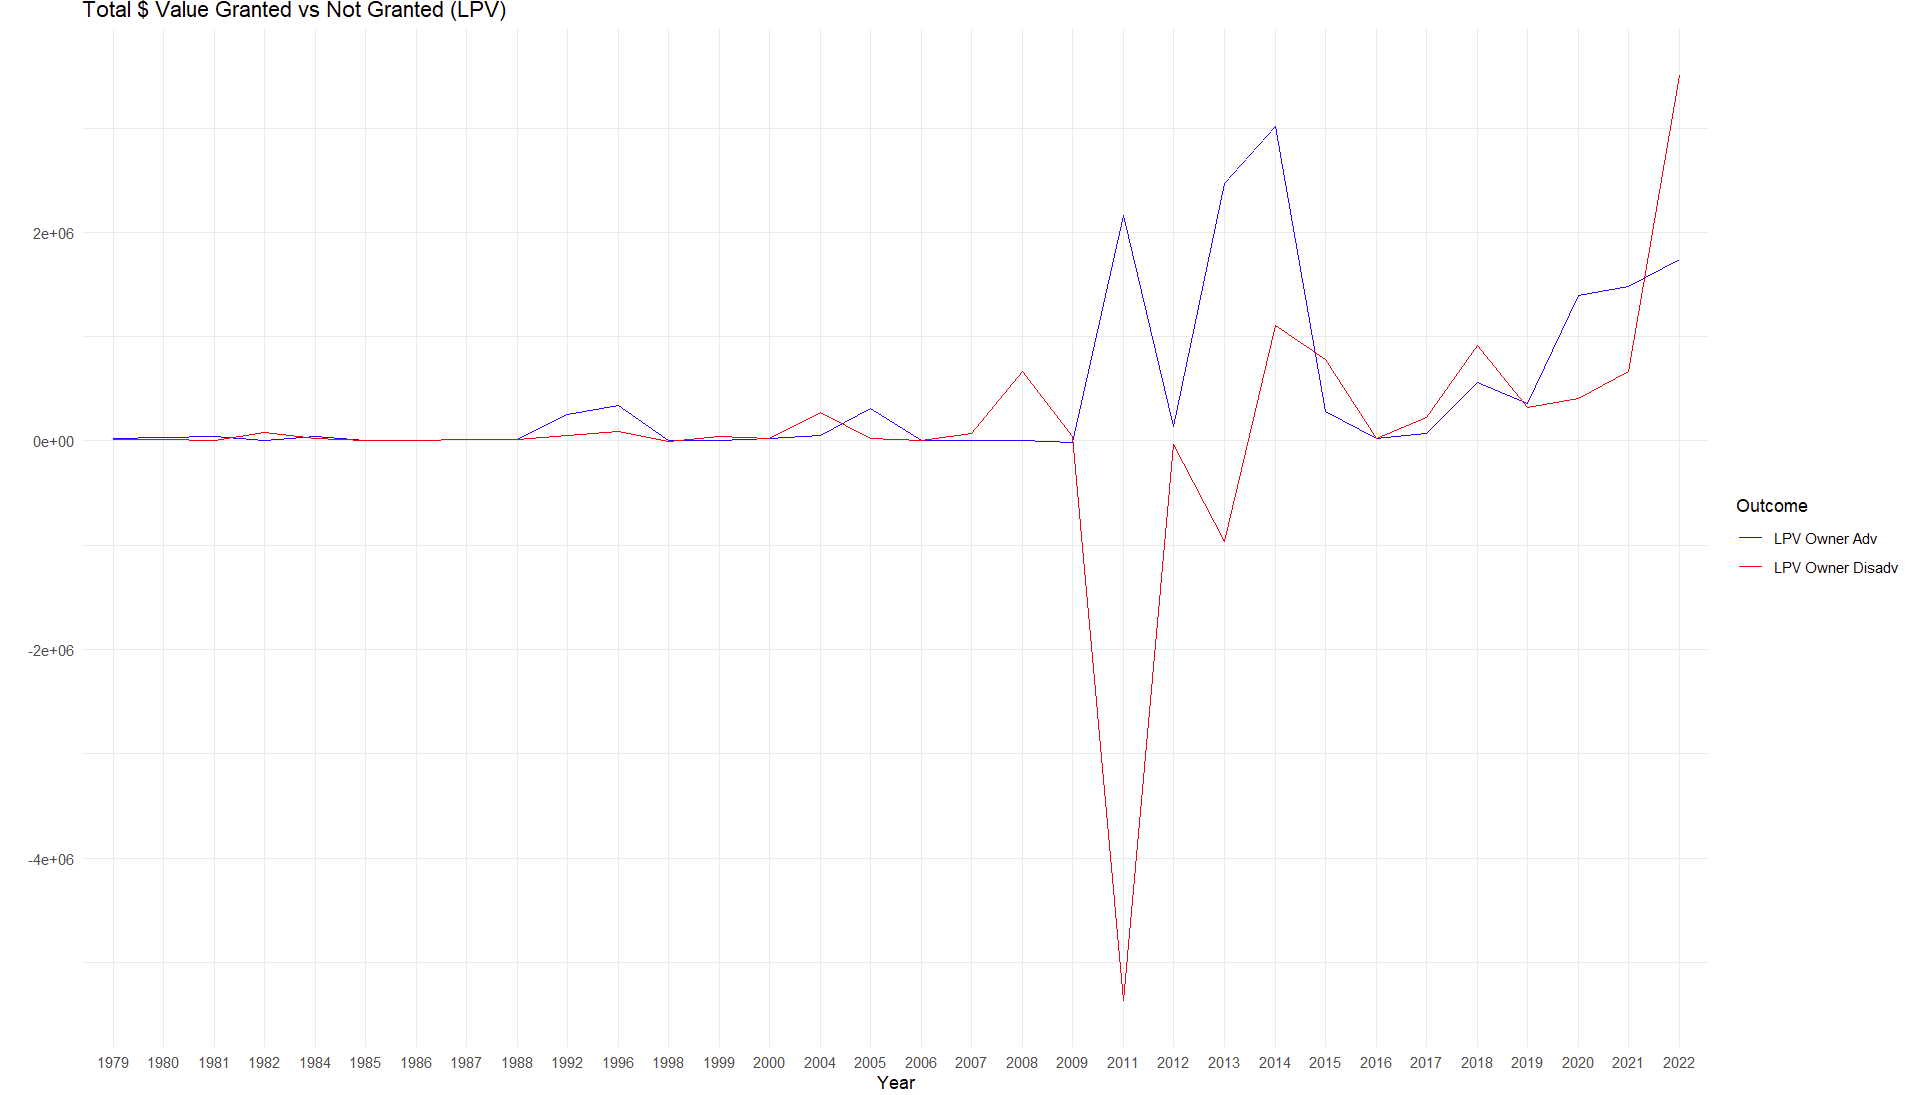 Total $ Value Granted vs Not Granted (LPV)
2e+06
0e+00
-2e+06
-4e+06
1979 1980 1981 1982 1984 1985 1986 1987 1988 1992 1996 1998 1999 2000 2004 2005 2006 2007 2008 2009 2011 2012 2013 2014 2015 2016 2017 2018 2019 2020 2021 2022
Year
Outcome
LPV Owner Adv
LPV Owner Disadv